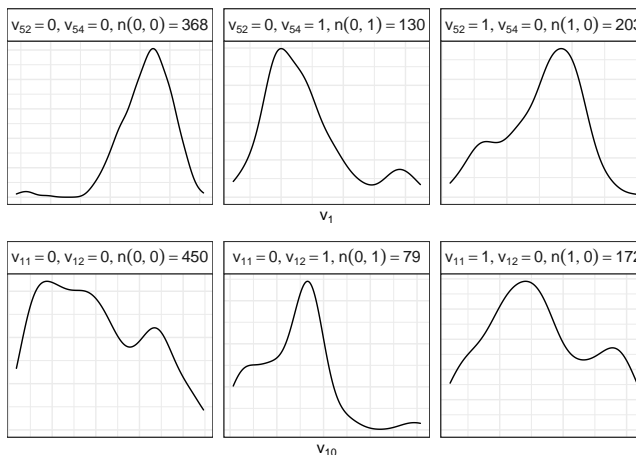 v₅₂ = 0, v₅₄ = 0, n(0, 0) = 368
v₅₂ = 0, v₅₄ = 1, n(0, 1) = 130
v₅₂ = 1, v₅₄ = 0, n(1, 0) = 203
v₁
v₁₁ = 0, v₁₂ = 0, n(0, 0) = 450
v₁₁ = 0, v₁₂ = 1, n(0, 1) = 79
v₁₁ = 1, v₁₂ = 0, n(1, 0) = 172
v₁₀